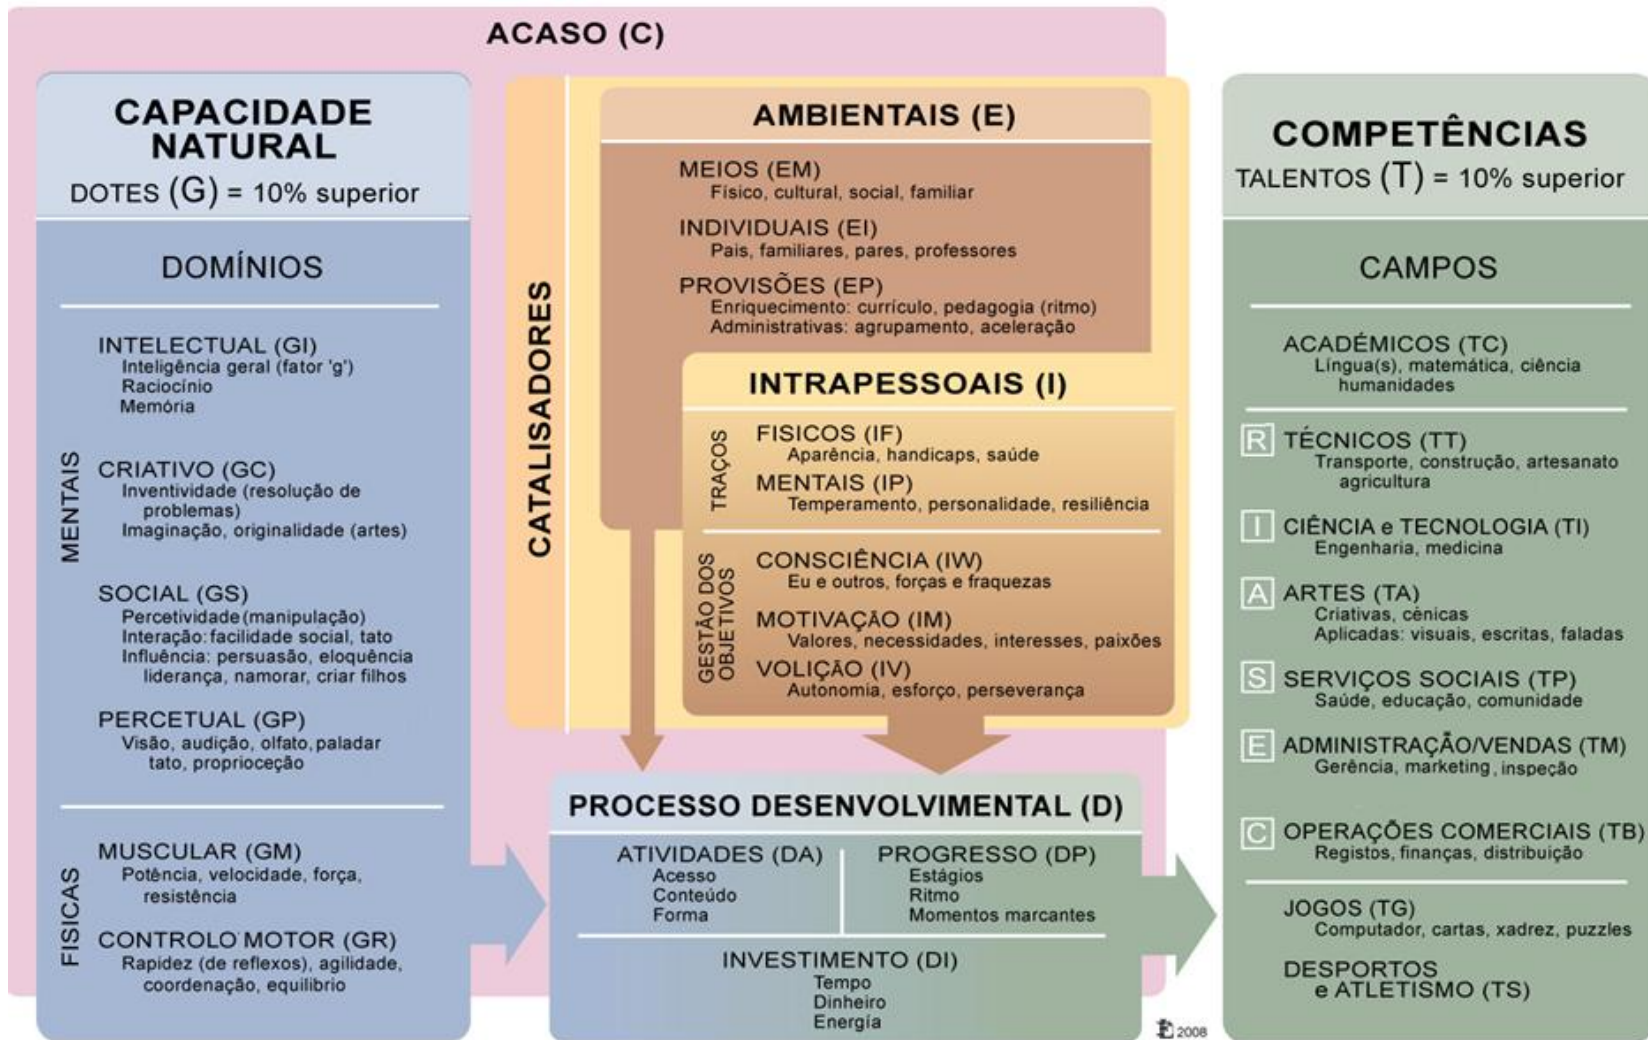 ACASO (C)
CAPACIDADE
NATURAL
DOTES (G) = 10% superior
DOMÍNIOS
MENTAIS
INTELECTUAL (GI)
Inteligência geral (fator 'g')
Raciocínio
Memória
CRIATIVO (GC)
Inventividade (resolução de
problemas)
Imaginação, originalidade (artes)
SOCIAL (GS)
Percetividade (manipulação)
Interação: facilidade social, tato
Influência: persuasão, eloquência
liderança, namorar, criar filhos
PERCETUAL (GP)
Visão, audição, olfato, paladar
tato, proprioceção
FISICAS
MUSCULAR (GM)
Potência, velocidade, força,
resistência
CONTROLO MOTOR (GR)
Rapidez (de reflexos), agilidade,
coordenação, equilibrio
CATALISADORES
AMBIENTAIS (E)
MEIOS (EM)
Físico, cultural, social, familiar
INDIVIDUAIS (EI)
Pais, familiares, pares, professores
PROVISÕES (EP)
Enriquecimento: currículo, pedagogia (ritmo)
Administrativas: agrupamento, aceleração
INTRAPESSOAIS (I)
TRAÇOS
FISICOS (IF)
Aparência, handicaps, saúde
MENTAIS (IP)
Temperamento, personalidade, resiliência
GESTÃO DOS
OBJETIVOS
CONSCIÊNCIA (IW)
Eu e outros, forças e fraquezas
MOTIVAÇÃO (IM)
Valores, necessidades, interesses, paixões
VOLIÇÃO (IV)
Autonomia, esforço, perseverança
PROCESSO DESENVOLVIMENTAL (D)
ATIVIDADES (DA)
Acesso
Conteúdo
Forma
PROGRESSO (DP)
Estágios
Ritmo
Momentos marcantes
INVESTIMENTO (DI)
Tempo
Dinheiro
Energía
2008
COMPETÊNCIAS
TALENTOS (T) = 10% superior
CAMPOS
ACADÉMICOS (TC)
Língua(s), matemática, ciência
humanidades
R TÉCNICOS (TT)
Transporte, construção, artesanato
agricultura
I CIÊNCIA e TECNOLOGIA (TI)
Engenharia, medicina
A ARTES (TA)
Criativas, cénicas
Aplicadas: visuais, escritas, faladas
S SERVIÇOS SOCIAIS (TP)
Saúde, educação, comunidade
E ADMINISTRAÇÃO/VENDAS (TM)
Gerência, marketing, inspeção
C OPERAÇÕES COMERCIAIS (TB)
Registos, finanças, distribuição
JOGOS (TG)
Computador, cartas, xadrez, puzzles
DESPORTOS
e ATLETISMO (TS)